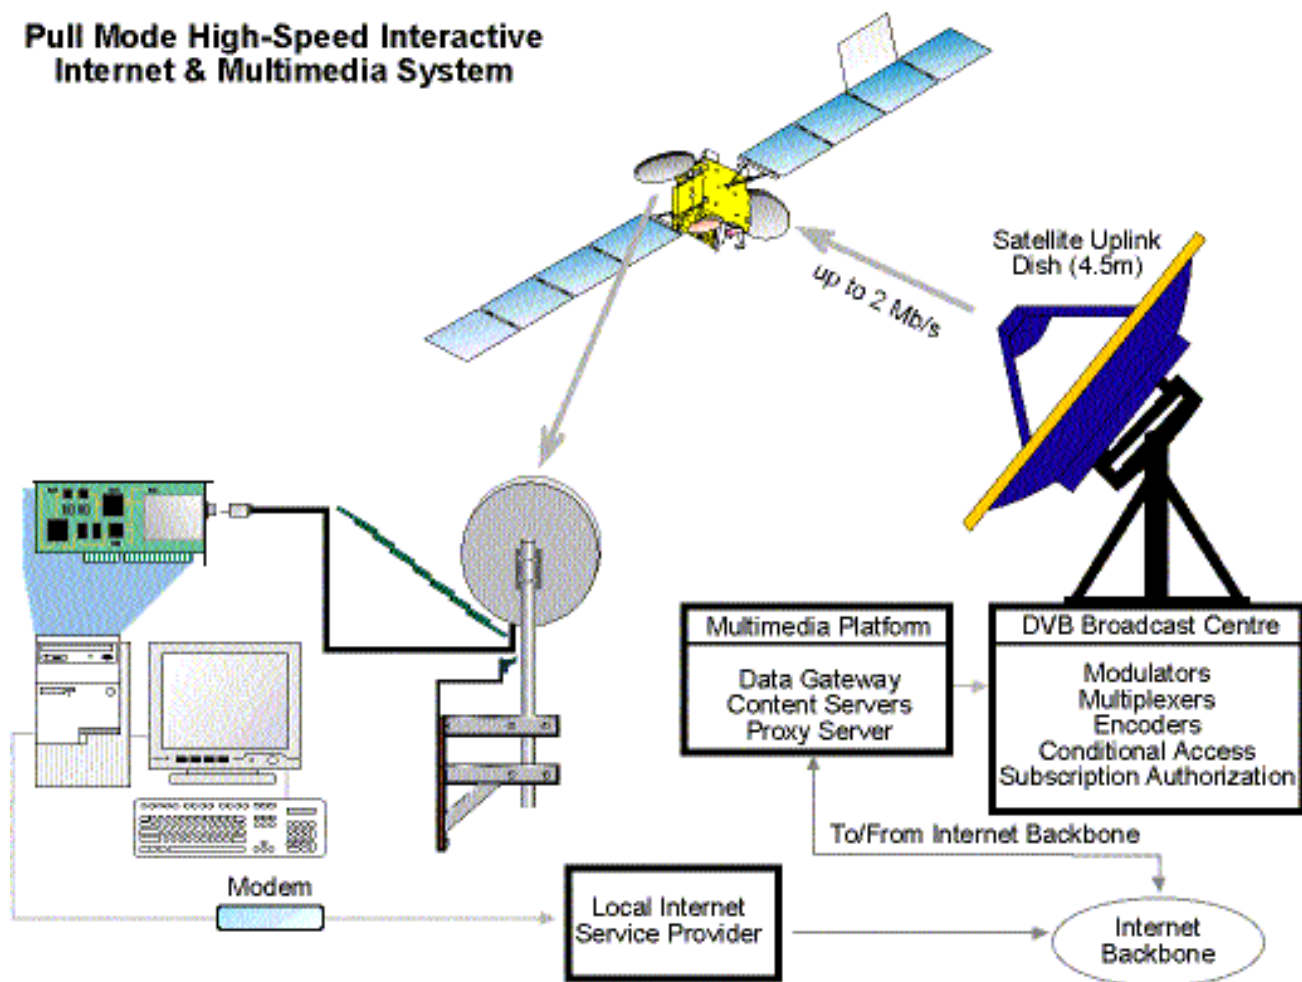 Pull Mode High-Speed Interactive
Internet & Multimedia System
Satellite Uplink
Dish (4.5m)
up to 2 Mb/s
Multimedia Platform
Data Gateway
Content Servers
Proxy Server
DVB Broadcast Centre
Modulators
Multiplexers
Encoders
Conditional Access
Subscription Authorization
To/From Internet Backbone
Modem
Local Internet
Service Provider
Internet
Backbone